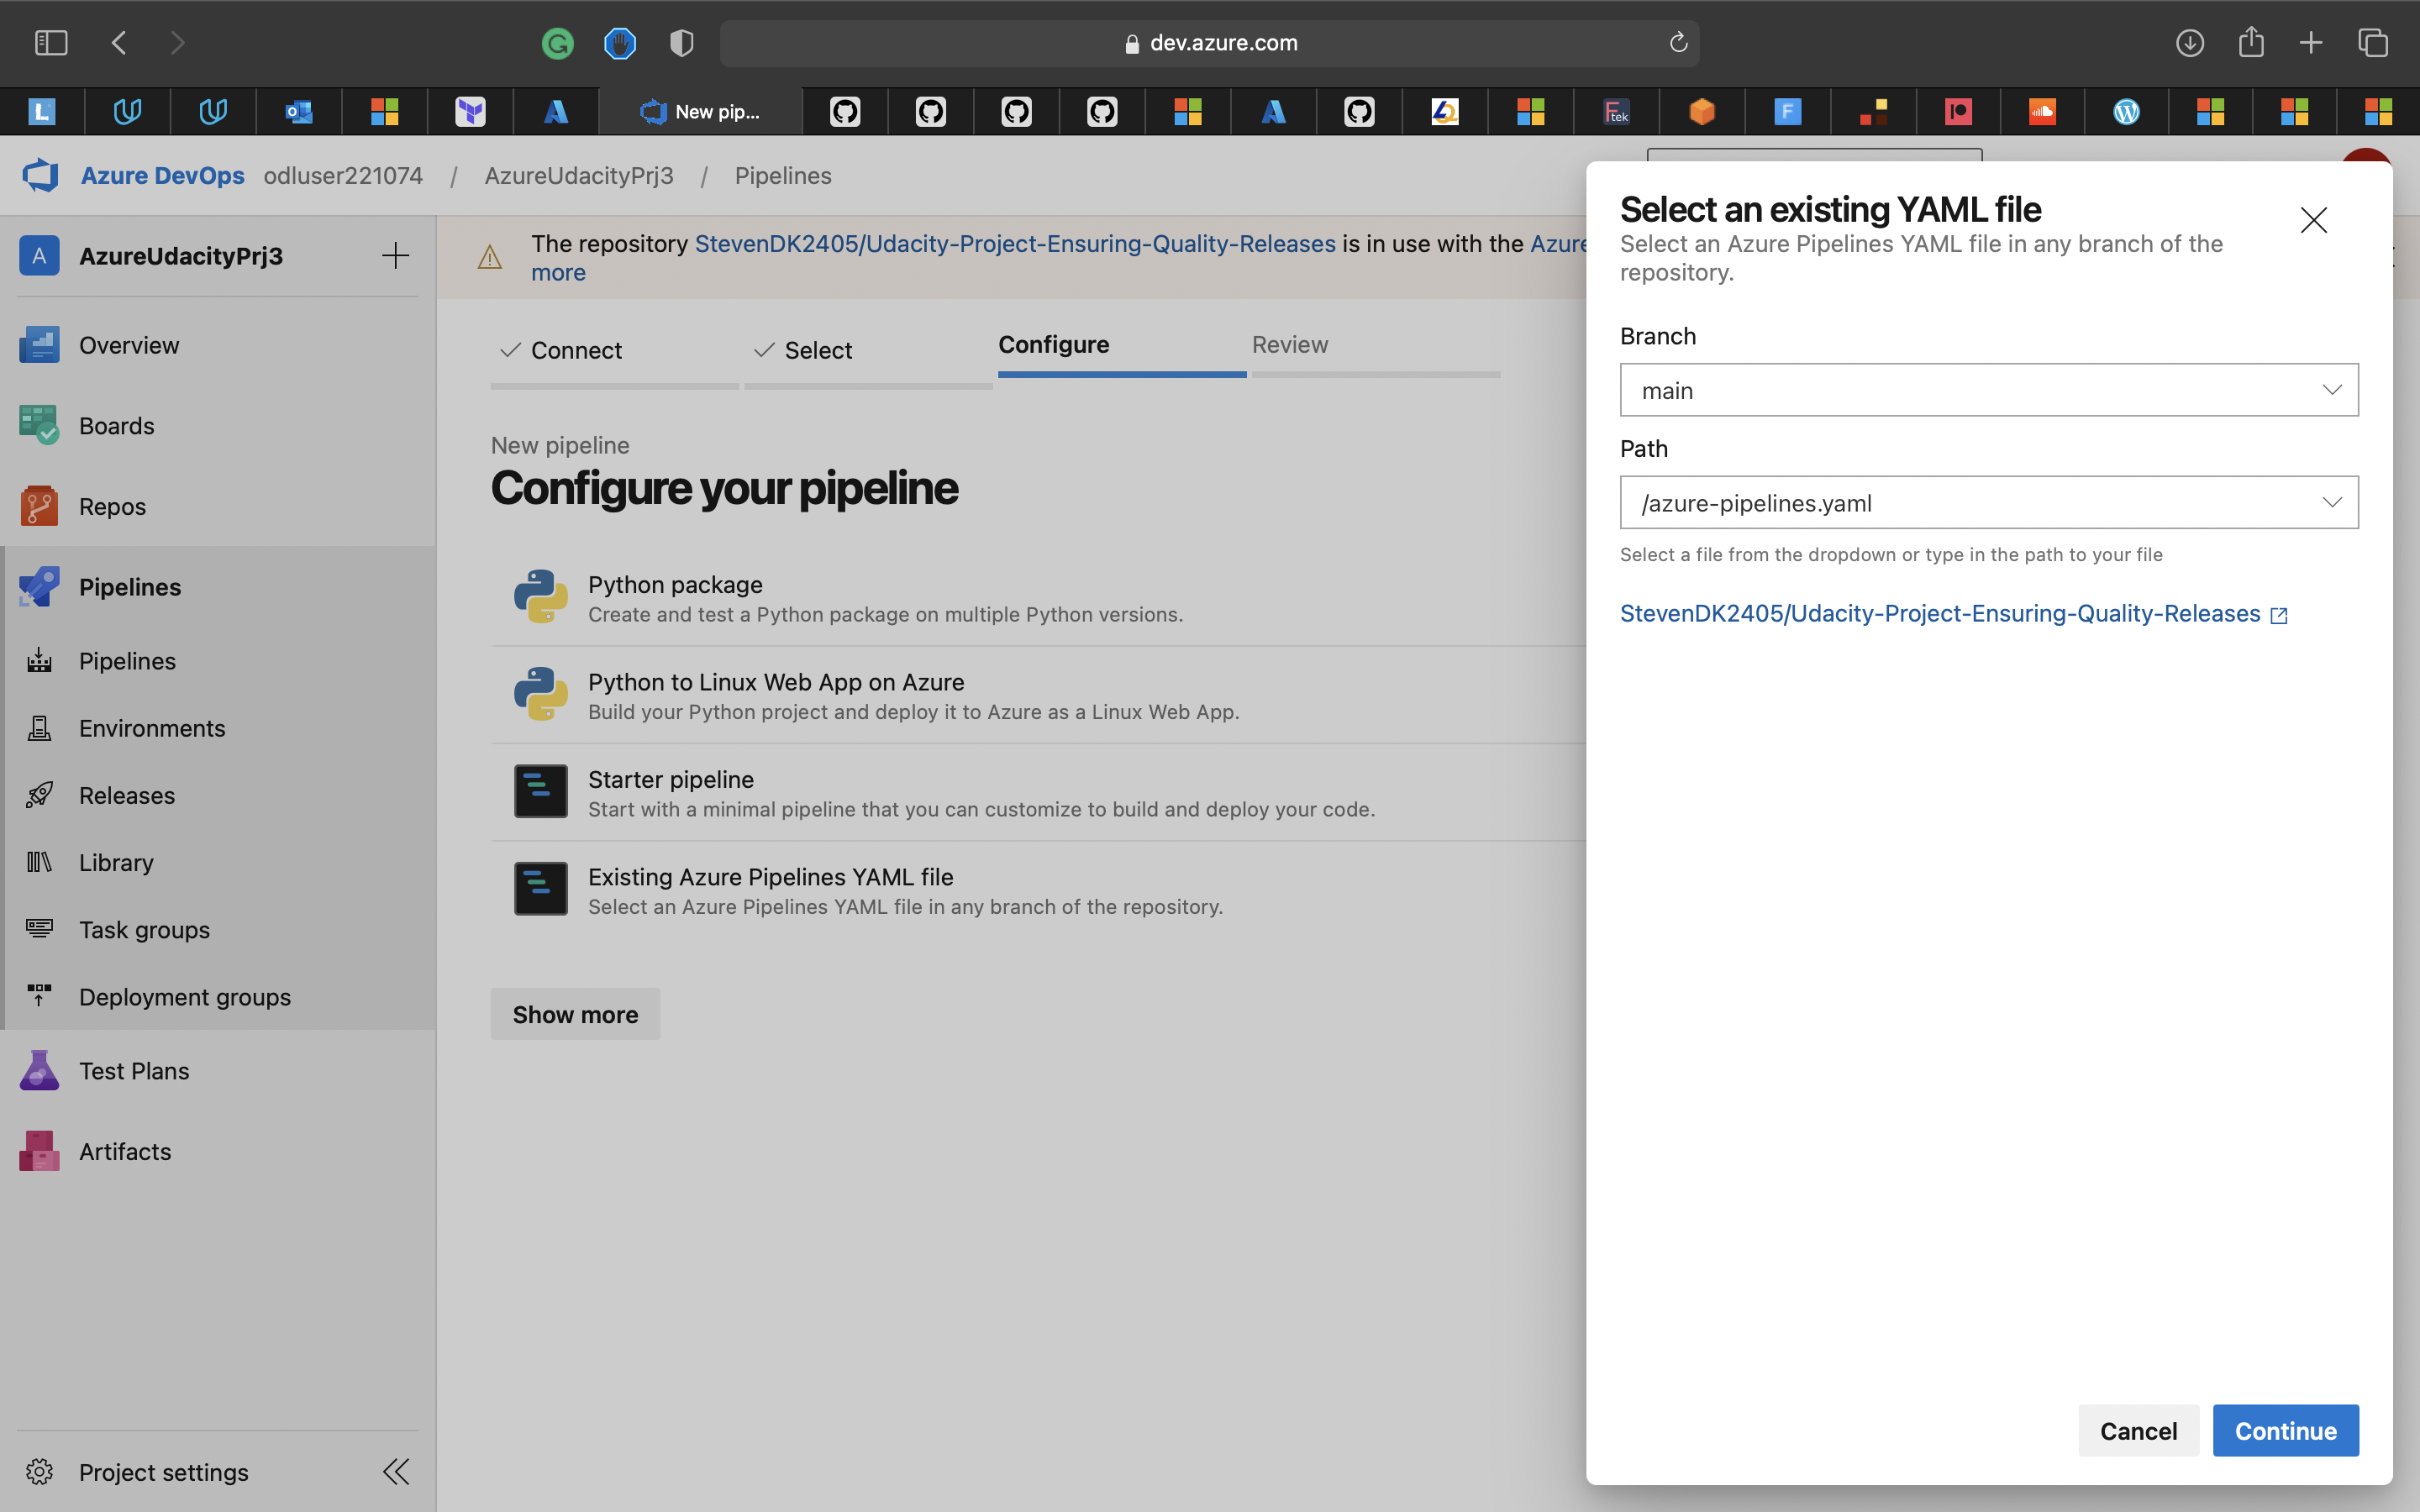 dev.azure.com
New pip...
Azure DevOps odluser221074 / AzureUdacityPrj3 / Pipelines
A AzureUdacityPrj3
Overview
Boards
Repos
Pipelines
Pipelines
Environments
Releases
Library
Task groups
Deployment groups
Test Plans
Artifacts
Project settings
The repository StevenDK2405/Udacity-Project-Ensuring-Quality-Releases is in use with the Azure
more
Connect
Select
Configure
Review
New pipeline
Configure your pipeline
Python package
Create and test a Python package on multiple Python versions.
Python to Linux Web App on Azure
Build your Python project and deploy it to Azure as a Linux Web App.
Starter pipeline
Start with a minimal pipeline that you can customize to build and deploy your code.
Existing Azure Pipelines YAML file
Select an Azure Pipelines YAML file in any branch of the repository.
Show more
Select an existing YAML file
Select an Azure Pipelines YAML file in any branch of the
repository.
Branch
main
Path
/azure-pipelines.yaml
Select a file from the dropdown or type in the path to your file
StevenDK2405/Udacity-Project-Ensuring-Quality-Releases
Cancel
Continue